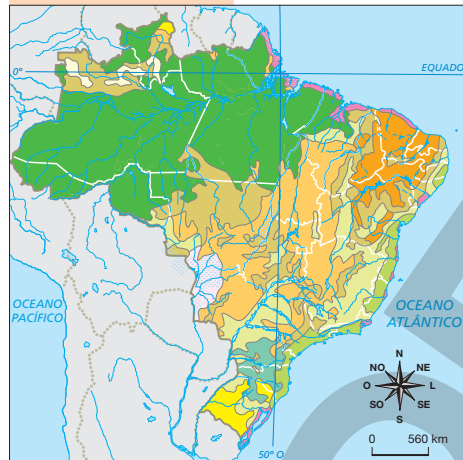 0°
EQUADOR
OCEANO
PACÍFICO
OCEANO
ATLÂNTICO
N
NO
NE
O
L
SO
SE
S
0 560 km
50° O